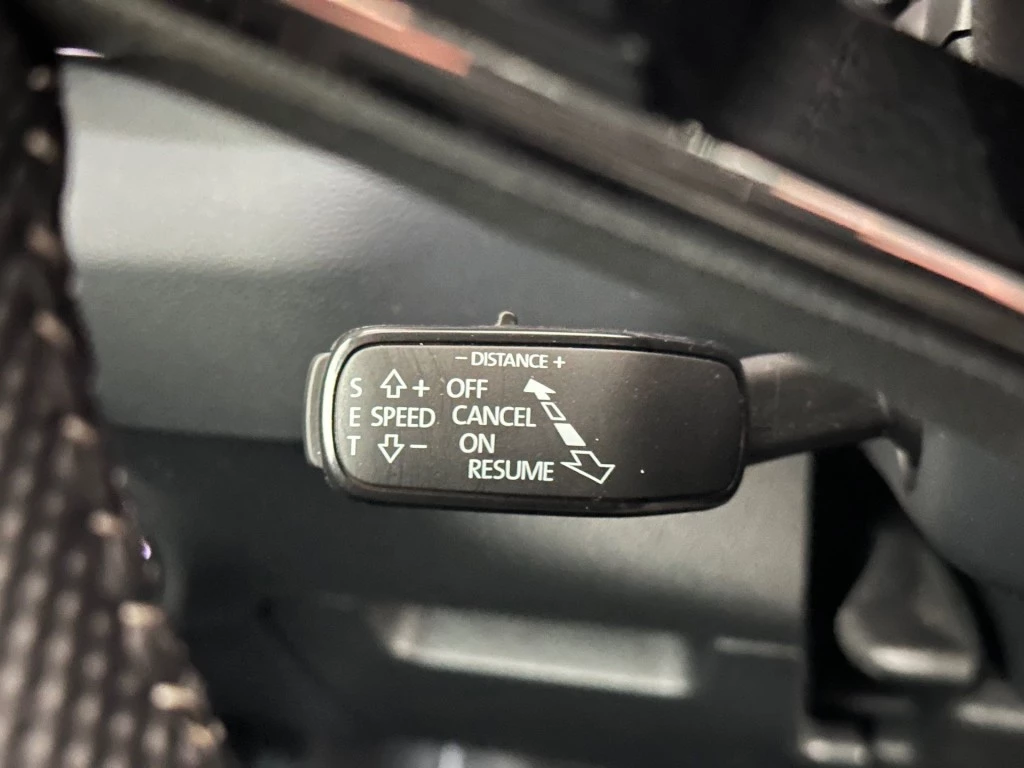 − DISTANCE +
S + OFF
E SPEED CANCEL
T − ON
RESUME